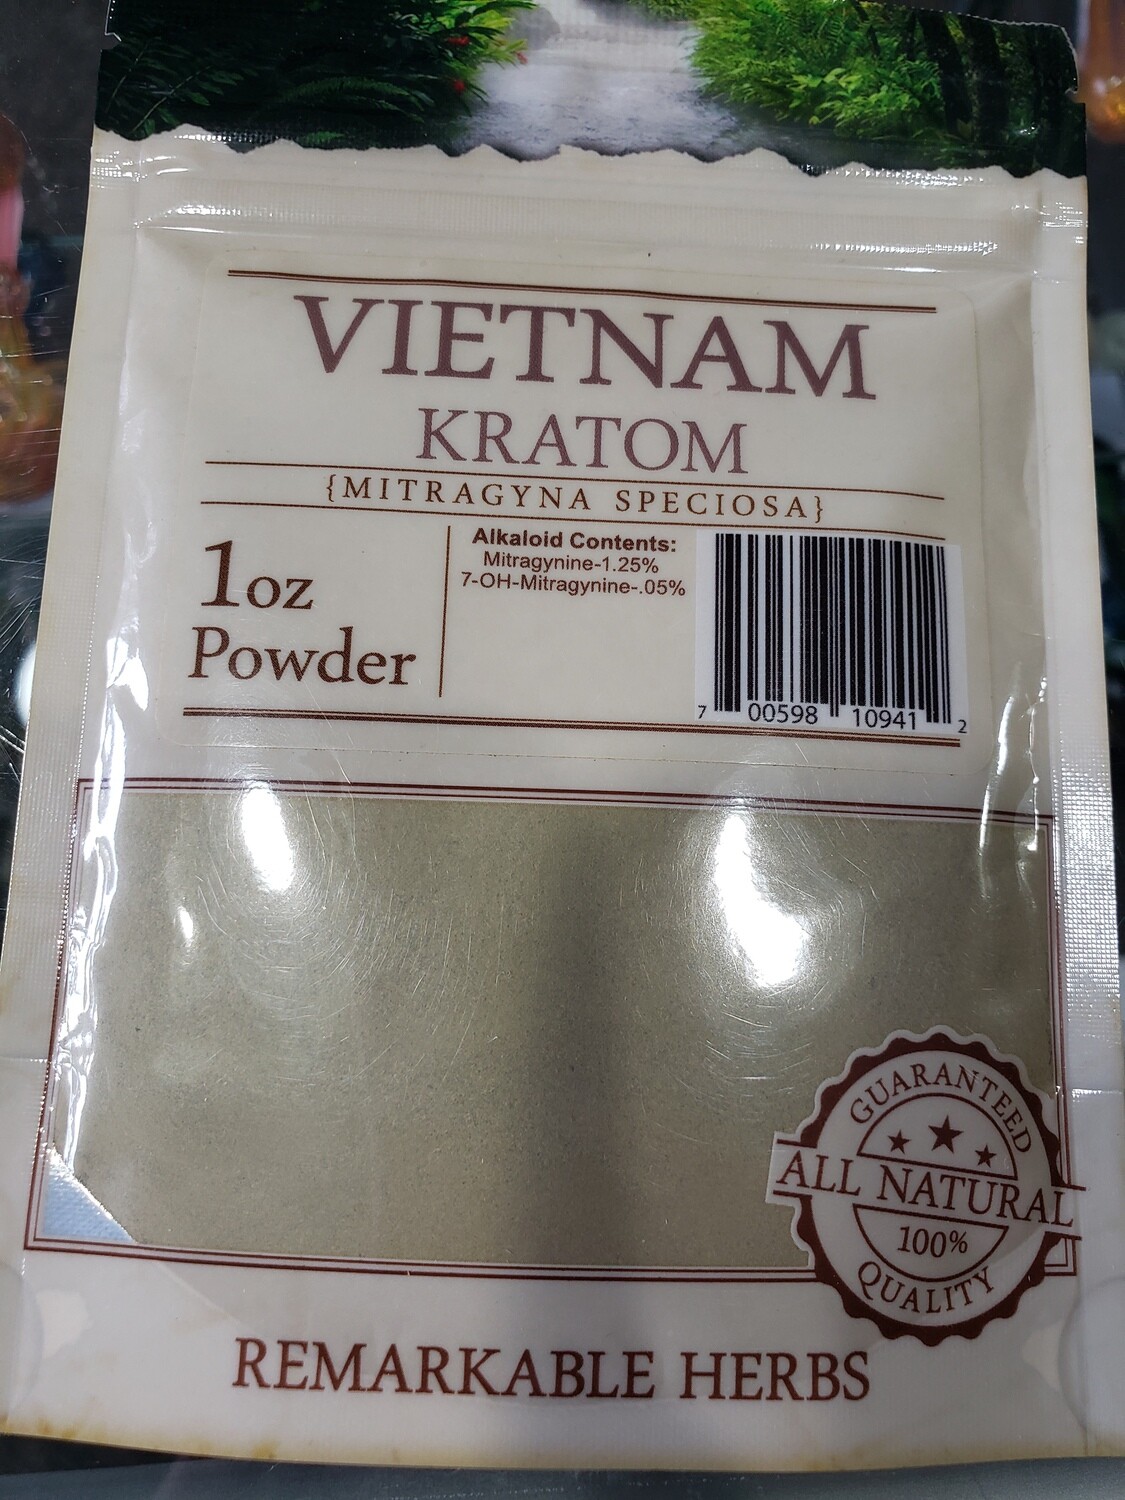 VIETNAM
KRATOM
{MITRAGYNA SPECIOSA}
1oz
Powder
Alkaloid Contents:
Mitragynine-1.25%
7-OH-Mitragynine-.05%
7 00598 10941 2
GUARANTEED
ALL NATURAL
100%
QUALITY
REMARKABLE HERBS